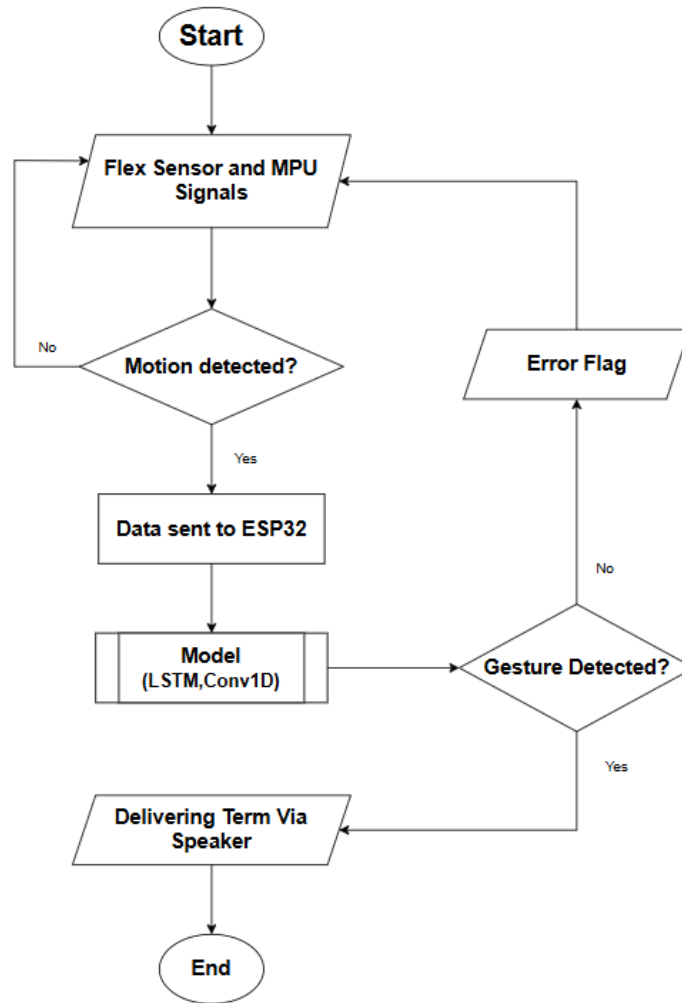 Start
Flex Sensor and MPU
Signals
No
Motion detected?
Yes
Data sent to ESP32
Model
(LSTM,Conv1D)
Gesture Detected?
No
Error Flag
Yes
Delivering Term Via
Speaker
End